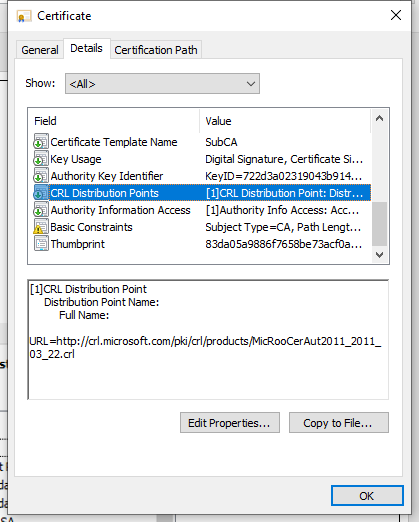 Certificate
General Details Certification Path
Show: <All>
Field Value
Certificate Template Name SubCA
Key Usage Digital Signature, Certificate Si...
Authority Key Identifier KeyID=722d3a02319043b914...
CRL Distribution Points [1]CRL Distribution Point: Distr...
Authority Information Access [1]Authority Info Access: Acc...
Basic Constraints Subject Type=CA, Path Length...
Thumbprint 83da05a9886f7658be73acf0a...
[1]CRL Distribution Point
Distribution Point Name:
Full Name:
URL=http://crl.microsoft.com/pki/crl/products/MicRooCerAut2011_2011_
03_22.crl
Edit Properties... Copy to File...
OK